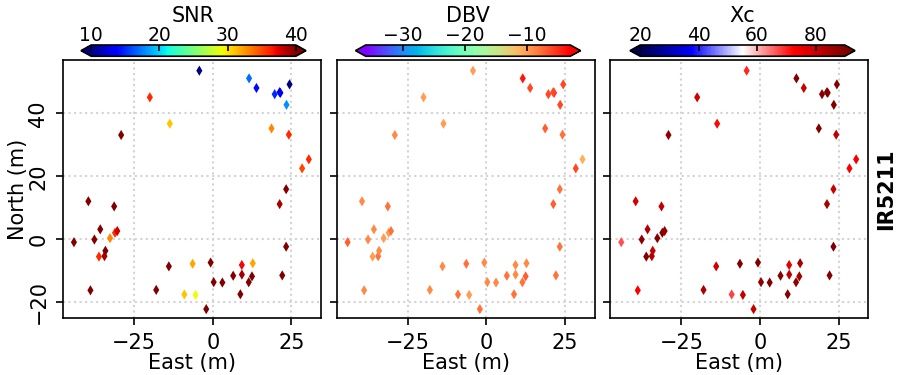 SNR DBV Xc
10 20 30 40 −30 −20 −10 20 40 60 80
North (m)
40
20
0
−20
−25 0 25 −25 0 25 −25 0 25
East (m) East (m) East (m)
IR5211